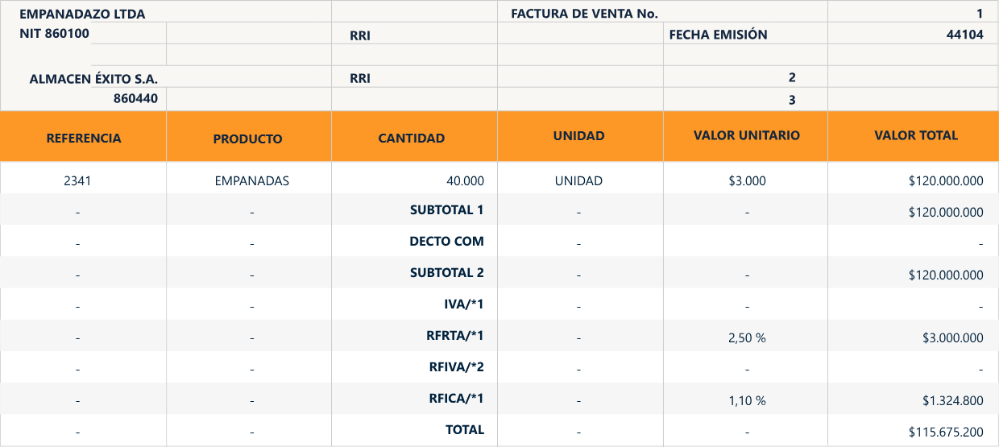 EMPANADAZO LTDA FACTURA DE VENTA No. 1
NIT 860100 RRI FECHA EMISIÓN 44104
ALMACEN ÉXITO S.A. RRI 2
860440 3
REFERENCIA PRODUCTO CANTIDAD UNIDAD VALOR UNITARIO VALOR TOTAL
2341 EMPANADAS 40.000 UNIDAD $3.000 $120.000.000
- - SUBTOTAL 1 - - $120.000.000
- - DECTO COM - -
- - SUBTOTAL 2 - - $120.000.000
- - IVA/*1 - - -
- - RFRTA/*1 - 2,50 % $3.000.000
- - RFIVA/*2 - - -
- - RFICA/*1 - 1,10 % $1.324.800
- - TOTAL - - $115.675.200